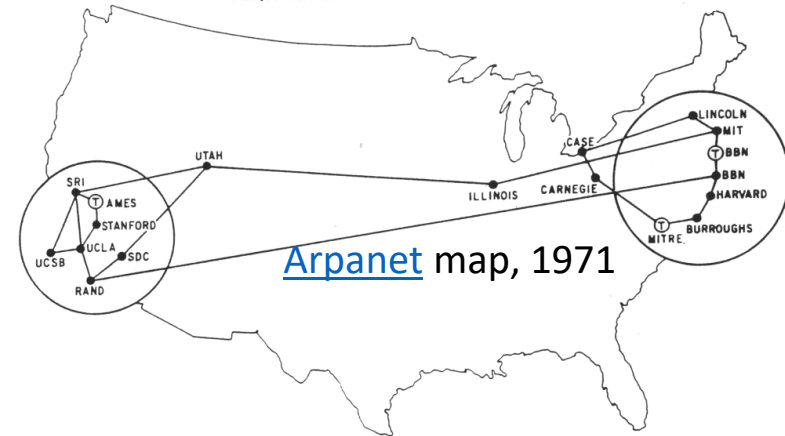 LINCOLN
MIT
CASE
T BBN
UTAH
BBN
SRI
ILLINOIS
CARNEGIE
HARVARD
T AMES
STANFORD
BURROUGHS
T
MITRE
UCLA
SDC
UCSB
RAND
Arpanet map, 1971